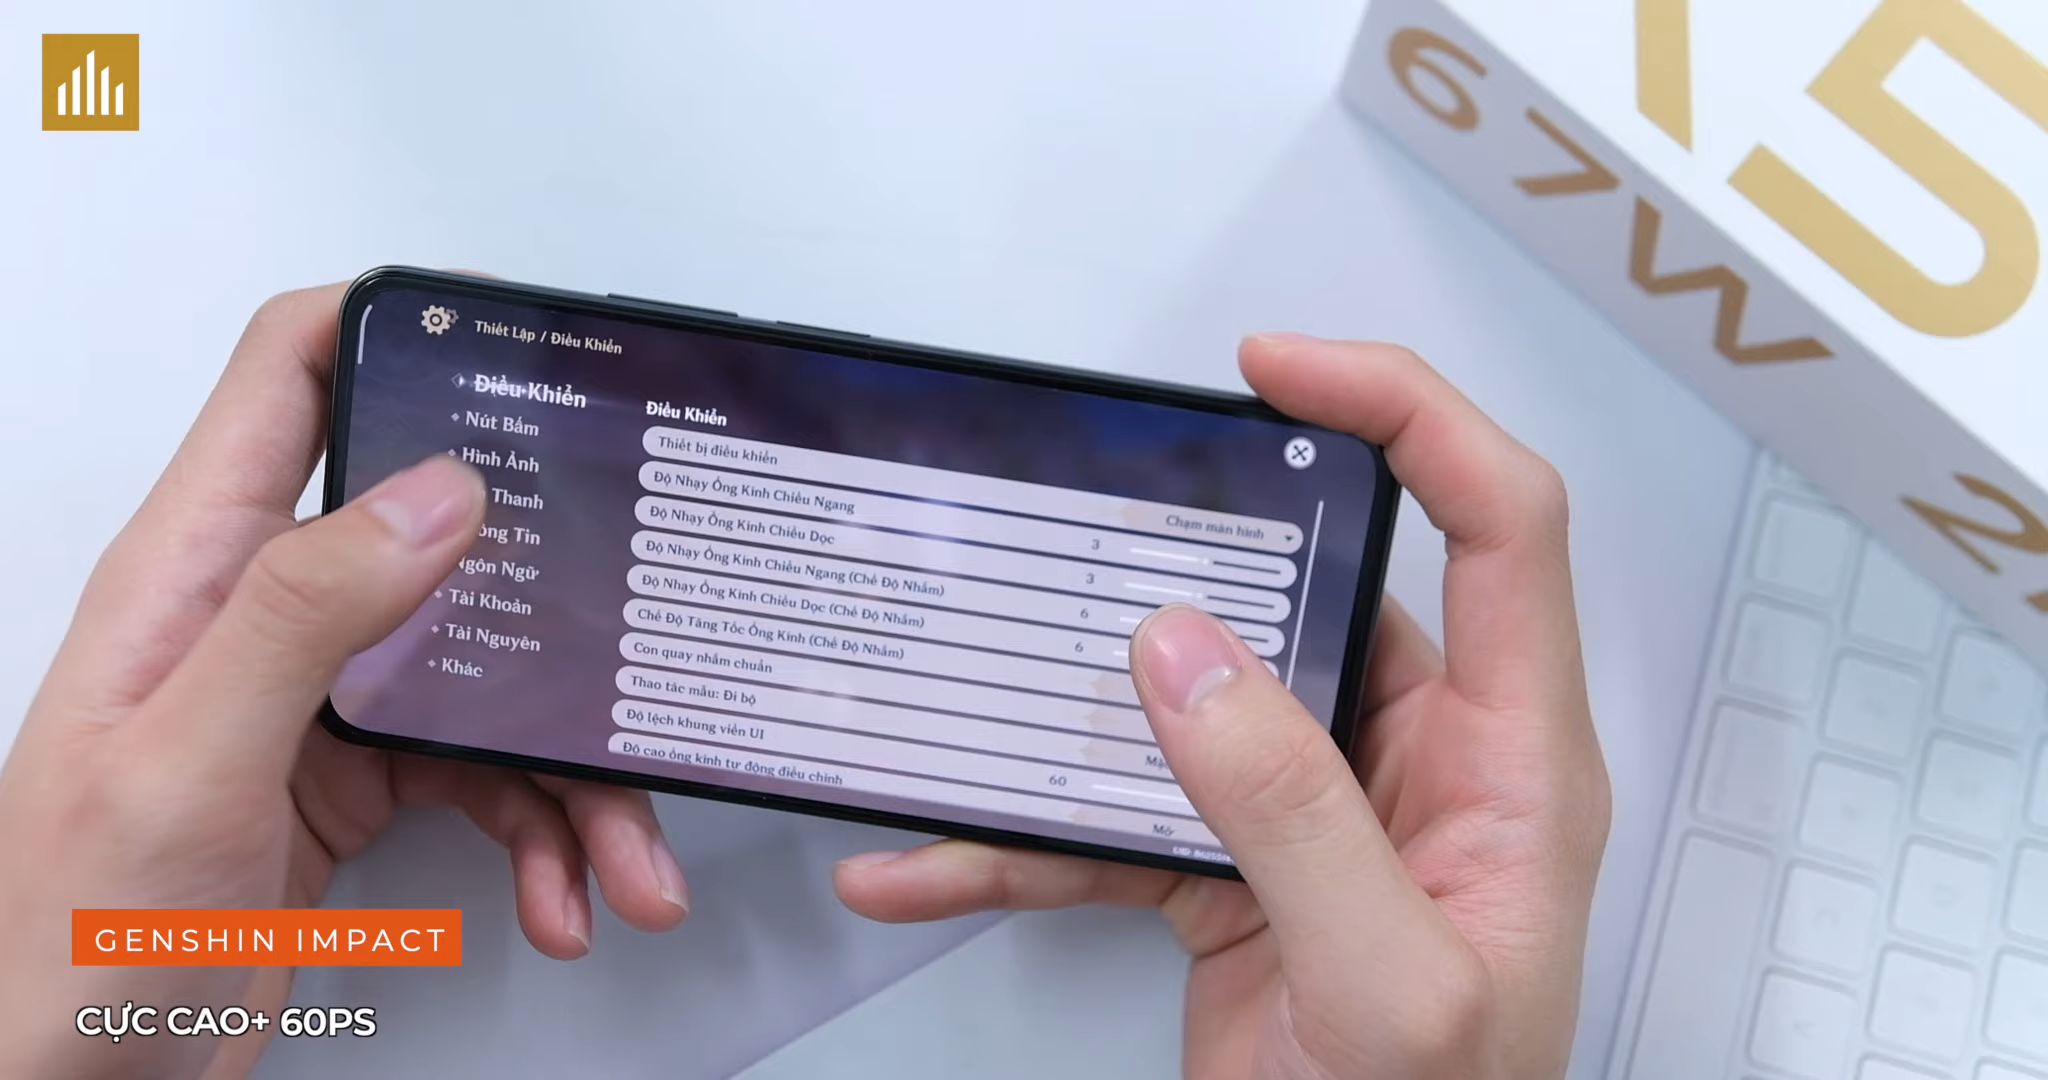 67W
X5
Thiết Lập / Điều Khiển
Điều Khiển
Nút Bấm
Hình Ảnh
Thanh
Tin
Ngôn Ngữ
Tài Khoản
Tài Nguyên
Khác
Điều Khiển
Thiết bị điều khiển
Chạm màn hình
Độ Nhạy Ống Kính Chiều Ngang
3
Độ Nhạy Ống Kính Chiều Dọc
3
Độ Nhạy Ống Kính Chiều Ngang (Chế Độ Nhắm)
6
Độ Nhạy Ống Kính Chiều Dọc (Chế Độ Nhắm)
6
Chế Độ Tăng Tốc Ống Kính (Chế Độ Nhắm)
Con quay nhắm chuẩn
Thao tác mẫu: Đi bộ
Độ lệch khung viền UI
60
Độ cao ống kính tự động điều chỉnh
Mở
GENSHIN IMPACT
CỰC CAO+ 60PS